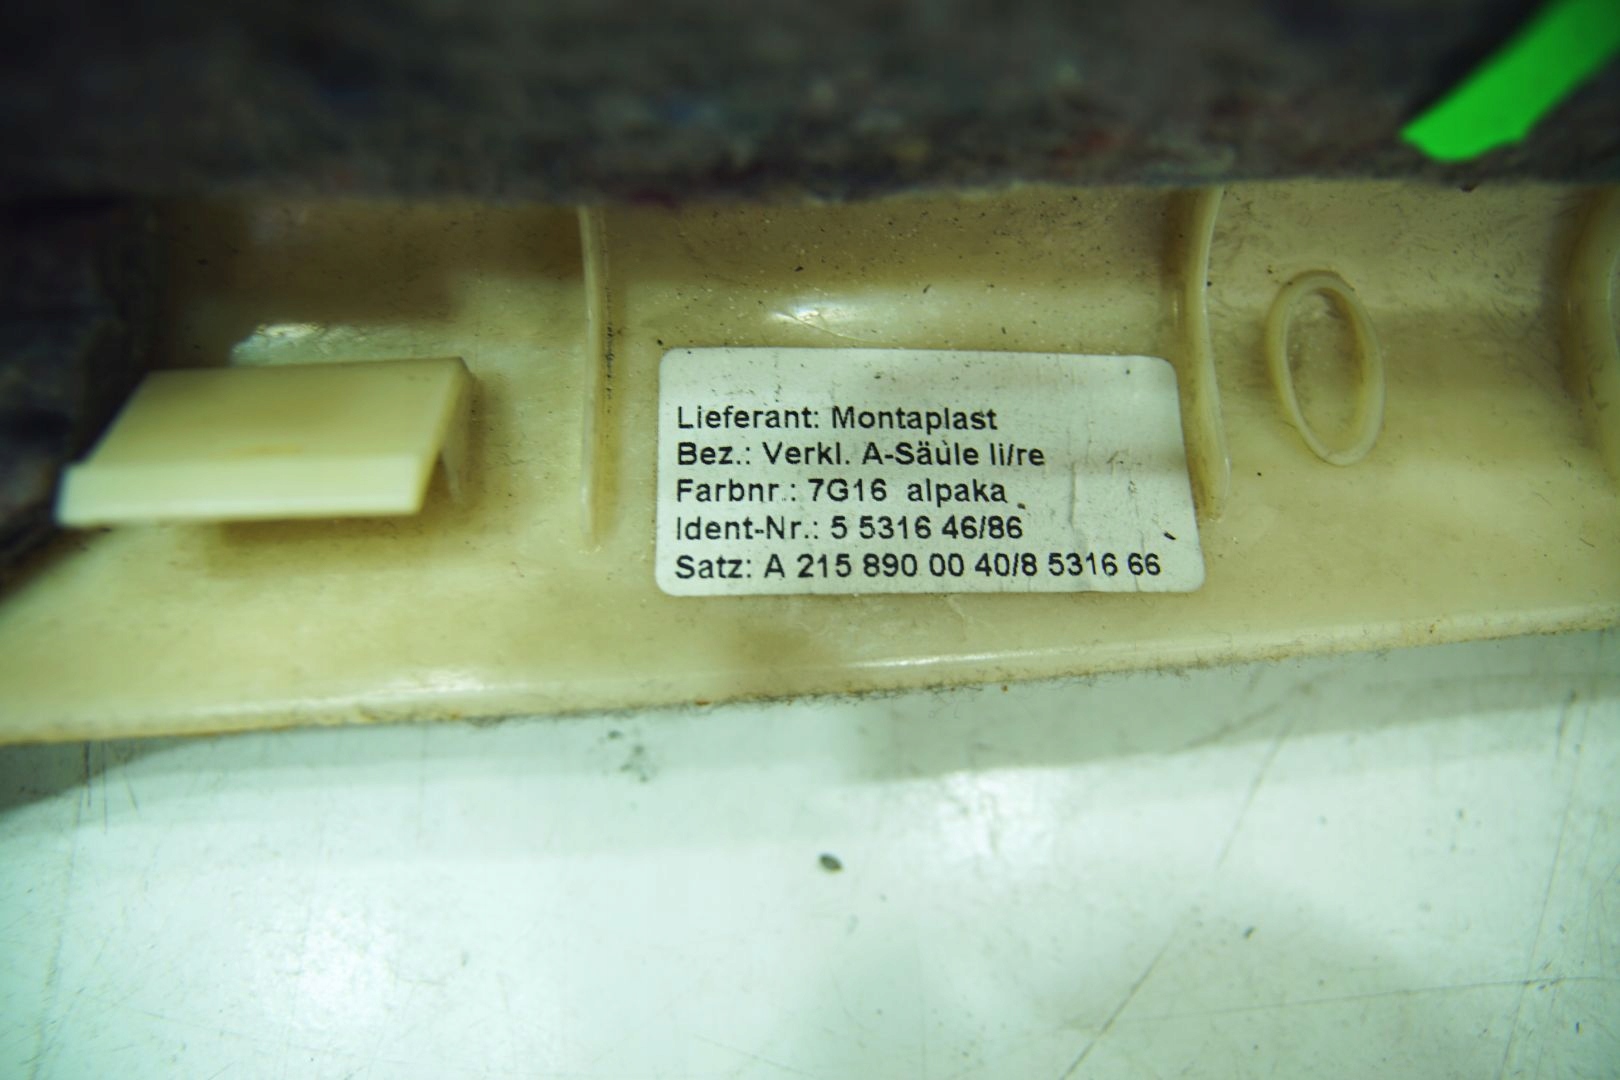 Lieferant: Montaplast
Bez.: Verkl. A-Säule li/re
Farbnr.: 7G16 alpaka
Ident-Nr.: 5 5316 46/86
Satz: A 215 890 00 40/8 5316 66